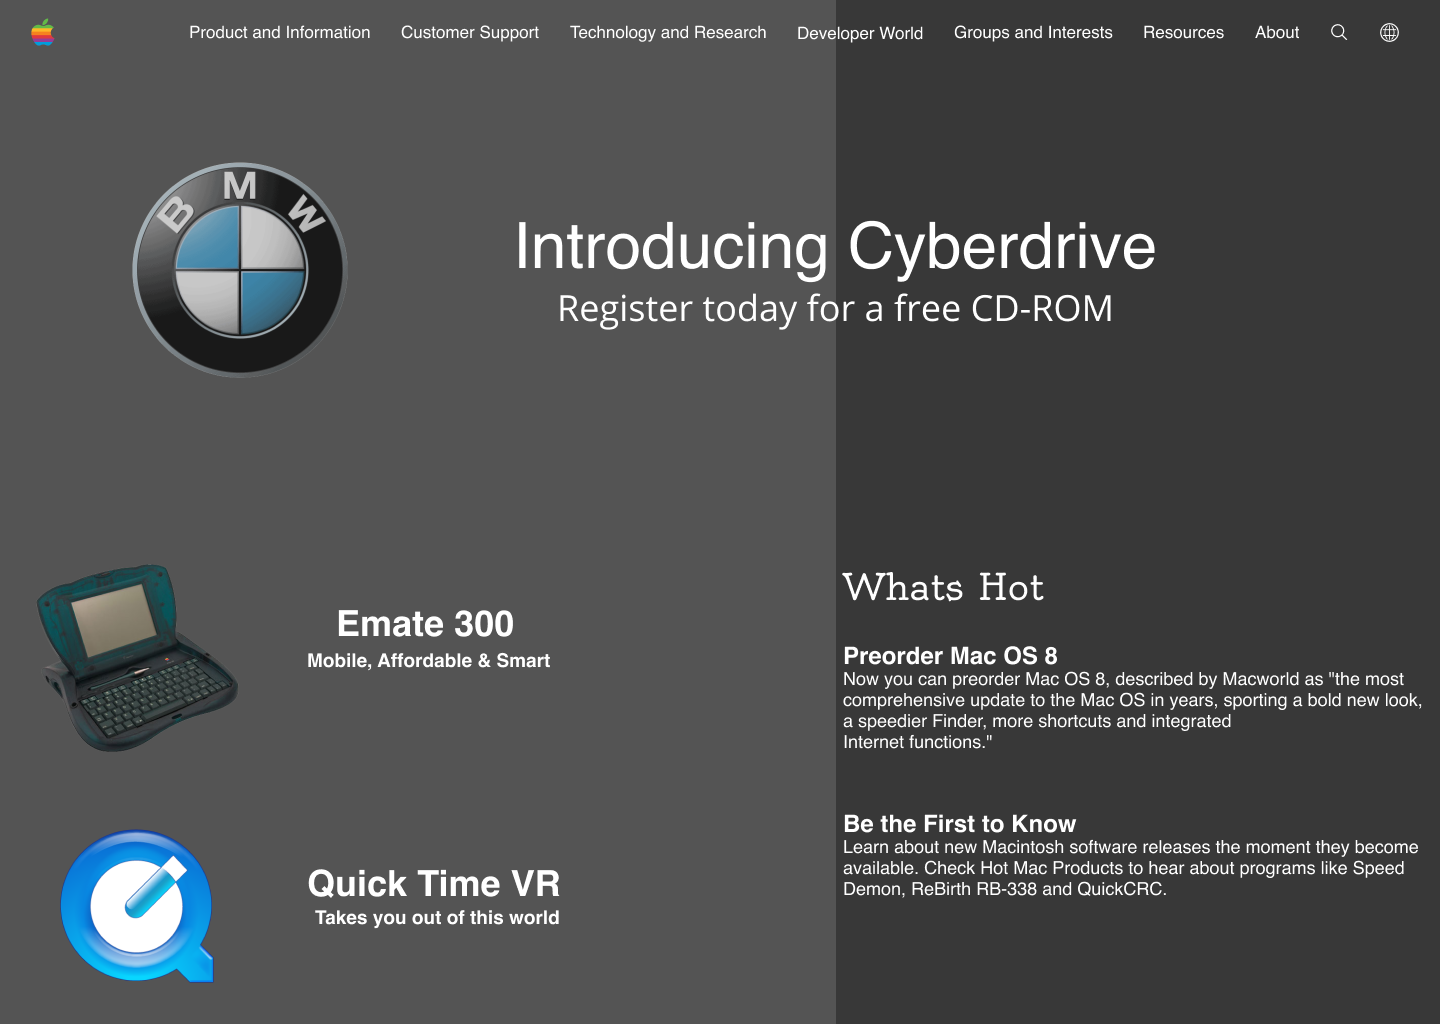 Product and Information
Customer Support
Technology and Research
Developer World
Groups and Interests
Resources
About
BMW
Introducing Cyberdrive
Register today for a free CD-ROM
Emate 300
Mobile, Affordable & Smart
Quick Time VR
Takes you out of this world
Whats Hot
Preorder Mac OS 8
Now you can preorder Mac OS 8, described by Macworld as "the most
comprehensive update to the Mac OS in years, sporting a bold new look,
a speedier Finder, more shortcuts and integrated
Internet functions."
Be the First to Know
Learn about new Macintosh software releases the moment they become
available. Check Hot Mac Products to hear about programs like Speed
Demon, ReBirth RB-338 and QuickCRC.